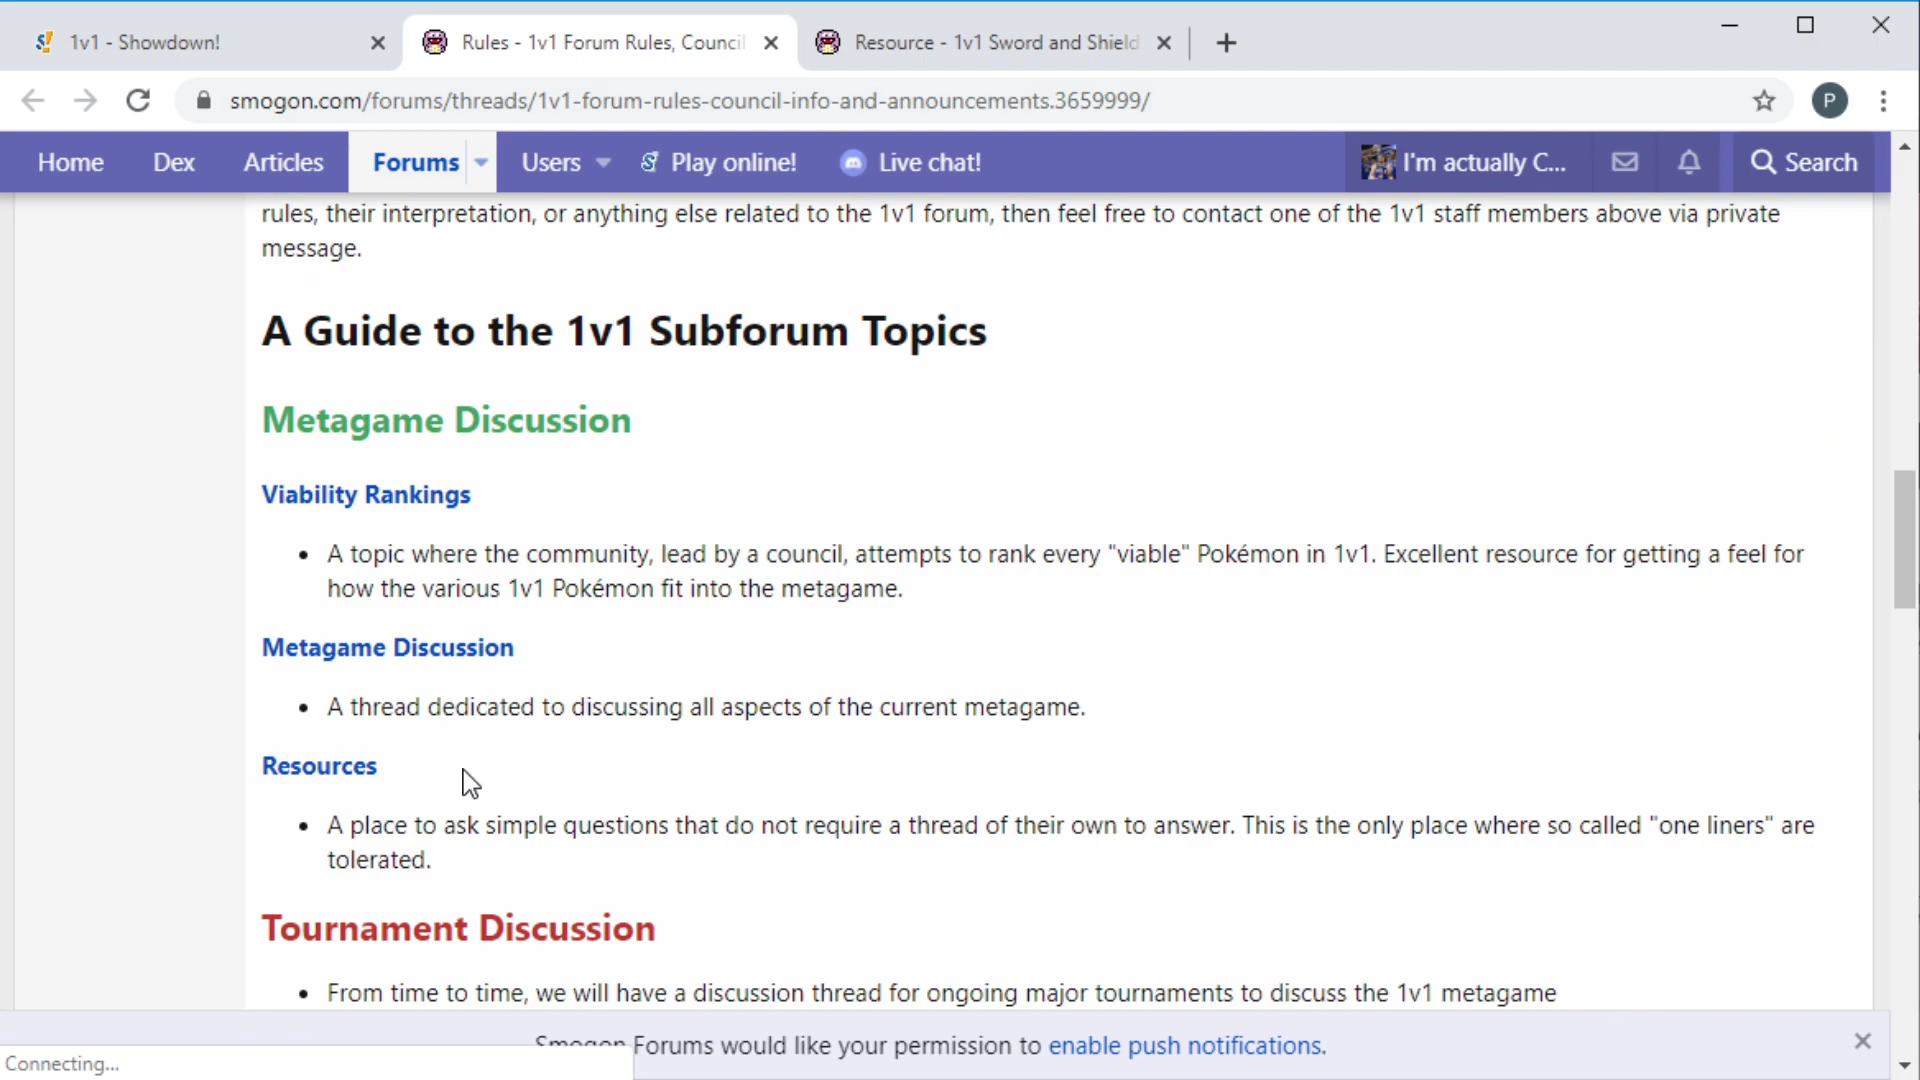 1v1 - Showdown!
Rules - 1v1 Forum Rules, Council
Resource - 1v1 Sword and Shield
smogon.com/forums/threads/1v1-forum-rules-council-info-and-announcements.3659999/
P
Home
Dex
Articles
Forums
Users
Play online!
Live chat!
I'm actually C...
Search
rules, their interpretation, or anything else related to the 1v1 forum, then feel free to contact one of the 1v1 staff members above via private
message.
A Guide to the 1v1 Subforum Topics
Metagame Discussion
Viability Rankings
• A topic where the community, lead by a council, attempts to rank every "viable" Pokémon in 1v1. Excellent resource for getting a feel for
how the various 1v1 Pokémon fit into the metagame.
Metagame Discussion
• A thread dedicated to discussing all aspects of the current metagame.
Resources
• A place to ask simple questions that do not require a thread of their own to answer. This is the only place where so called "one liners" are
tolerated.
Tournament Discussion
• From time to time, we will have a discussion thread for ongoing major tournaments to discuss the 1v1 metagame
Smogon Forums would like your permission to enable push notifications.
Connecting...